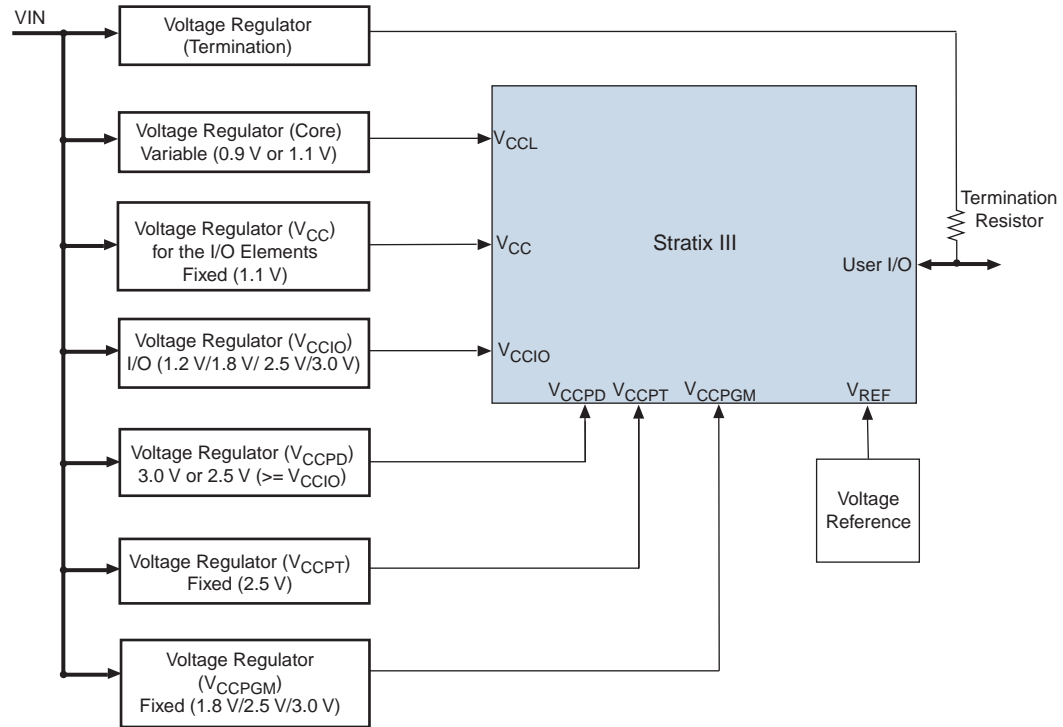 VIN
Voltage Regulator
(Termination)
Voltage Regulator (Core)
Variable (0.9 V or 1.1 V)
Voltage Regulator (VCC)
for the I/O Elements
Fixed (1.1 V)
Voltage Regulator (VCCIO)
I/O (1.2 V/1.8 V/ 2.5 V/3.0 V)
Voltage Regulator (VCCPD)
3.0 V or 2.5 V (>= VCCIO)
Voltage Regulator (VCCPT)
Fixed (2.5 V)
Voltage Regulator
(VCCPGM)
Fixed (1.8 V/2.5 V/3.0 V)
VCCL
VCC
VCCIO
Stratix III
User I/O
VCCPD
VCCPT
VCCPGM
VREF
Termination
Resistor
Voltage
Reference